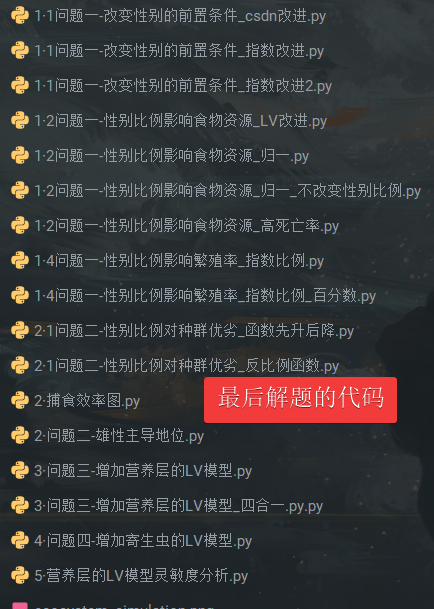 1·1问题一-改变性别的前置条件_csdn改进.py
1·1问题一-改变性别的前置条件_指数改进.py
1·1问题一-改变性别的前置条件_指数改进2.py
1·2问题一-性别比例影响食物资源_LV改进.py
1·2问题一-性别比例影响食物资源_归一.py
1·2问题一-性别比例影响食物资源_归一_不改变性别比例.py
1·2问题一-性别比例影响食物资源_高死亡率.py
1·4问题一-性别比例影响繁殖率_指数比例.py
1·4问题一-性别比例影响繁殖率_指数比例_百分数.py
2·1问题二-性别比例对种群优劣_函数先升后降.py
2·1问题二-性别比例对种群优劣_反比例函数.py
最后解题的代码
2·捕食效率图.py
2·问题二-雄性主导地位.py
3·问题三-增加营养层的LV模型.py
3·问题三-增加营养层的LV模型_四合一.py.py
4·问题四-增加寄生虫的LV模型.py
5·营养层的LV模型灵敏度分析.py